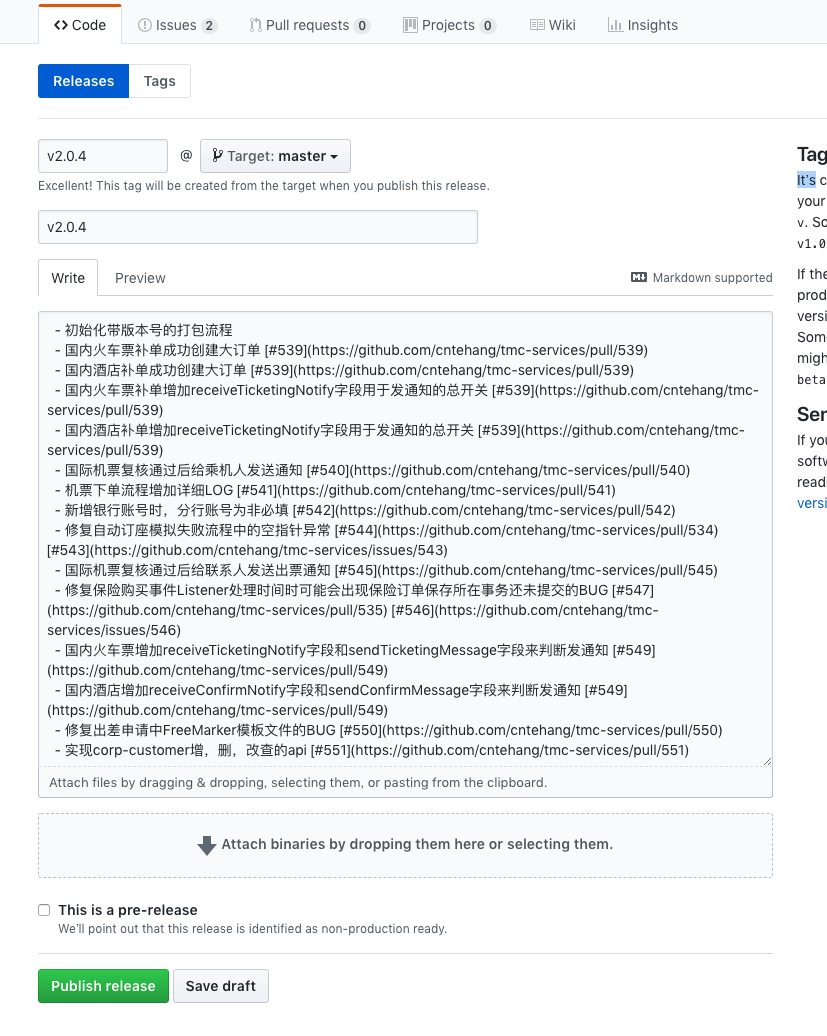 Code
Issues 2
Pull requests 0
Projects 0
Wiki
Insights
Releases
Tags
v2.0.4 @ Target: master
Excellent! This tag will be created from the target when you publish this release.
v2.0.4
Write
Preview
Markdown supported
- 初始化带版本号的打包流程
- 国内火车票补单成功创建大订单 [#539](https://github.com/cntehang/tmc-services/pull/539)
- 国内酒店补单成功创建大订单 [#539](https://github.com/cntehang/tmc-services/pull/539)
- 国内火车票补单增加receiveTicketingNotify字段用于发通知的总开关 [#539](https://github.com/cntehang/tmc-
services/pull/539)
- 国内酒店补单增加receiveTicketingNotify字段用于发通知的总开关 [#539](https://github.com/cntehang/tmc-
services/pull/539)
- 国际机票复核通过后给乘机人发送通知 [#540](https://github.com/cntehang/tmc-services/pull/540)
- 机票下单流程增加详细LOG [#541](https://github.com/cntehang/tmc-services/pull/541)
- 新增银行账号时，分行账号为非必填 [#542](https://github.com/cntehang/tmc-services/pull/542)
- 修复自动订座模拟失败流程中的空指针异常 [#544](https://github.com/cntehang/tmc-services/pull/534)
[#543](https://github.com/cntehang/tmc-services/issues/543)
- 国际机票复核通过后给联系人发送出票通知 [#545](https://github.com/cntehang/tmc-services/pull/545)
- 修复保险购买事件Listener处理时间时可能会出现保险订单保存所在事务还未提交的BUG [#547]
(https://github.com/cntehang/tmc-services/pull/535) [#546](https://github.com/cntehang/tmc-
services/issues/546)
- 国内火车票增加receiveTicketingNotify字段和sendTicketingMessage字段来判断发通知 [#549]
(https://github.com/cntehang/tmc-services/pull/549)
- 国内酒店增加receiveConfirmNotify字段和sendConfirmMessage字段来判断发通知 [#549]
(https://github.com/cntehang/tmc-services/pull/549)
- 修复出差申请中FreeMarker模板文件的BUG [#550](https://github.com/cntehang/tmc-services/pull/550)
- 实现corp-customer增，删，改查的api [#551](https://github.com/cntehang/tmc-services/pull/551)
Attach files by dragging & dropping, selecting them, or pasting from the clipboard.
Attach binaries by dropping them here or selecting them.
This is a pre-release
We'll point out that this release is identified as non-production ready.
Publish release
Save draft
Tag
It's c
your
v. So
v1.0
If the
prod
versi
Some
migh
beta
Sem
If you
softw
read
versi